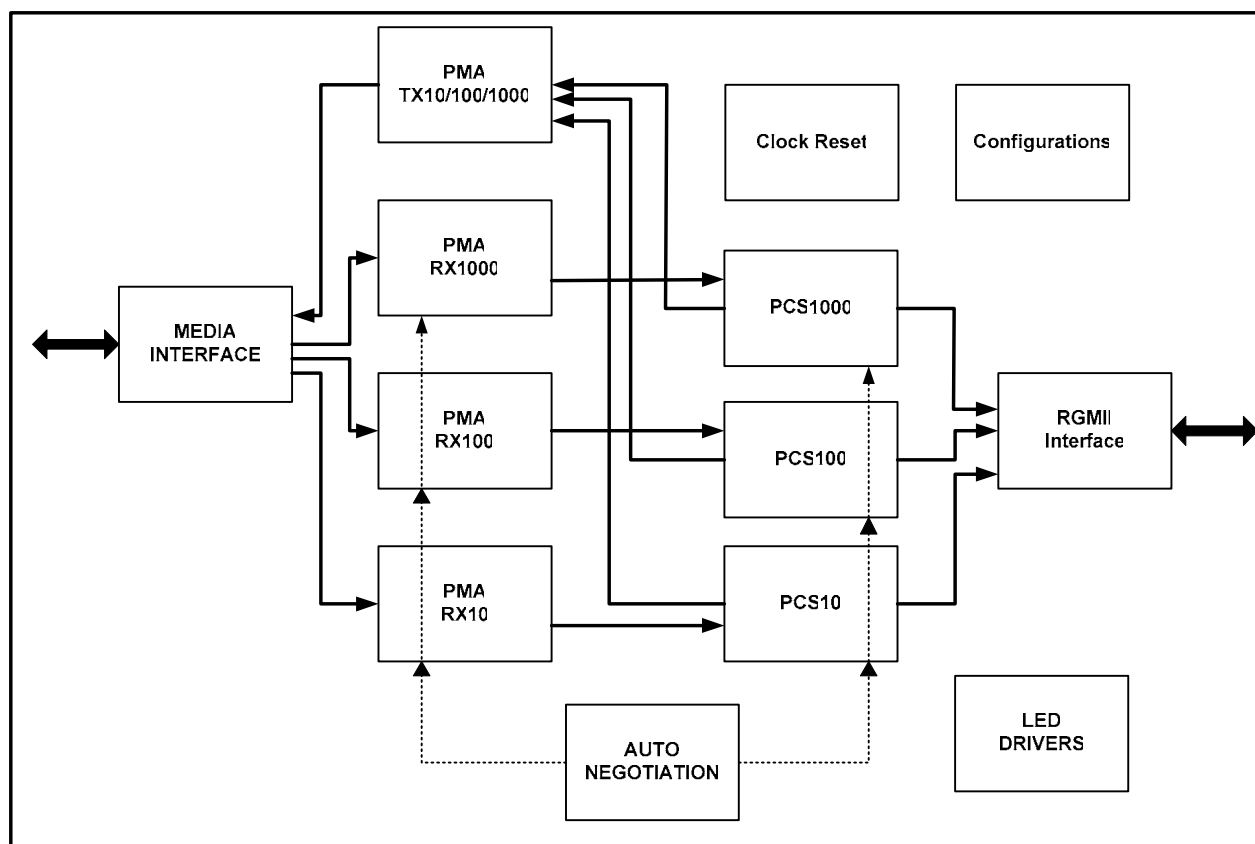 PMA
TX10/100/1000
Clock Reset
Configurations
PMA
RX1000
PCS1000
MEDIA
INTERFACE
PMA
RX100
PCS100
RGMII
Interface
PMA
RX10
PCS10
AUTO
NEGOTIATION
LED
DRIVERS